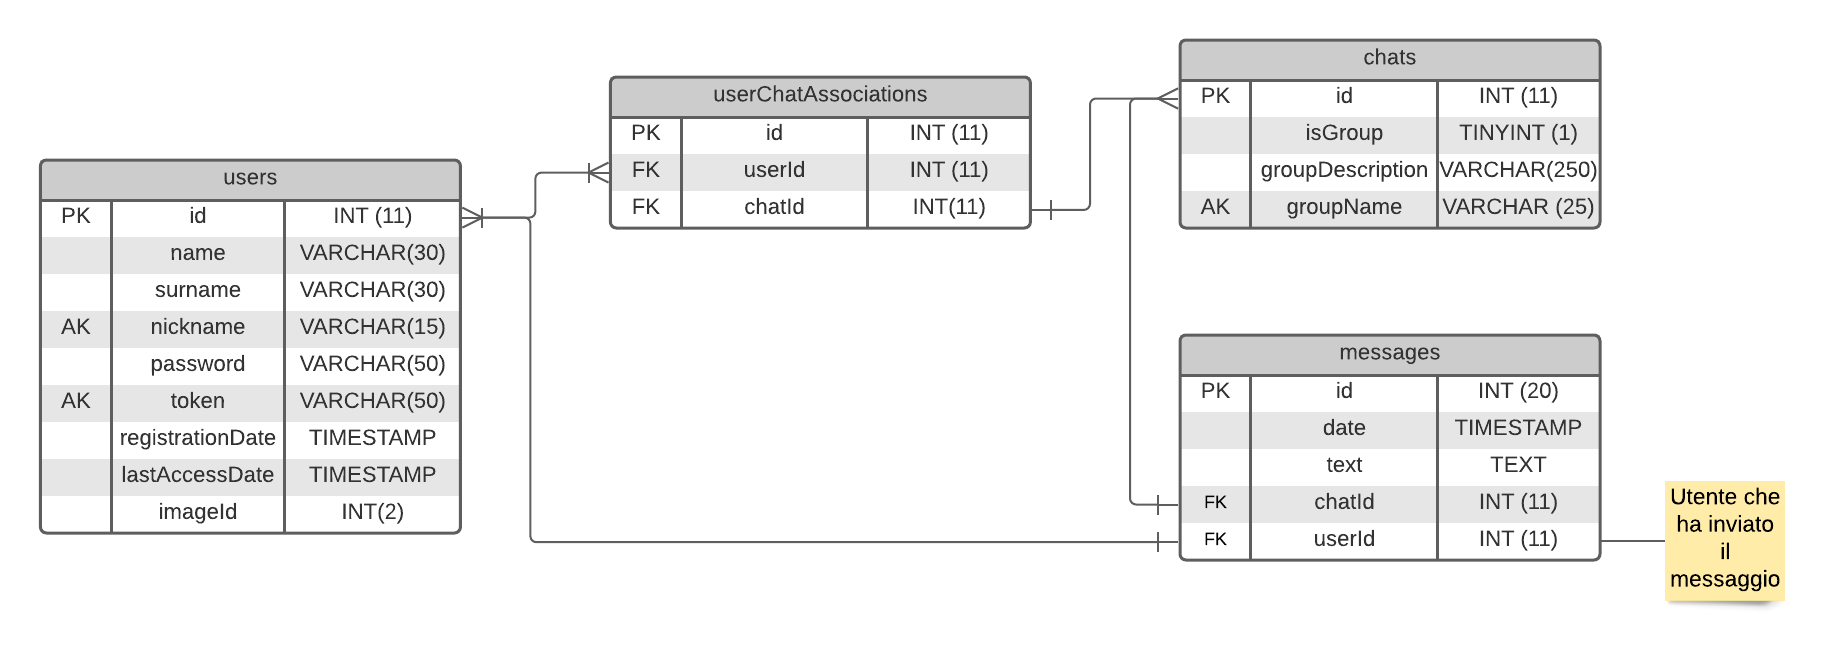 users
PK id INT (11)
name VARCHAR(30)
surname VARCHAR(30)
AK nickname VARCHAR(15)
password VARCHAR(50)
AK token VARCHAR(50)
registrationDate TIMESTAMP
lastAccessDate TIMESTAMP
imageId INT(2)
userChatAssociations
PK id INT (11)
FK userId INT (11)
FK chatId INT(11)
chats
PK id INT (11)
isGroup TINYINT (1)
groupDescription VARCHAR(250)
AK groupName VARCHAR (25)
messages
PK id INT (20)
date TIMESTAMP
text TEXT
FK chatId INT (11)
FK userId INT (11)
Utente che
ha inviato
il
messaggio